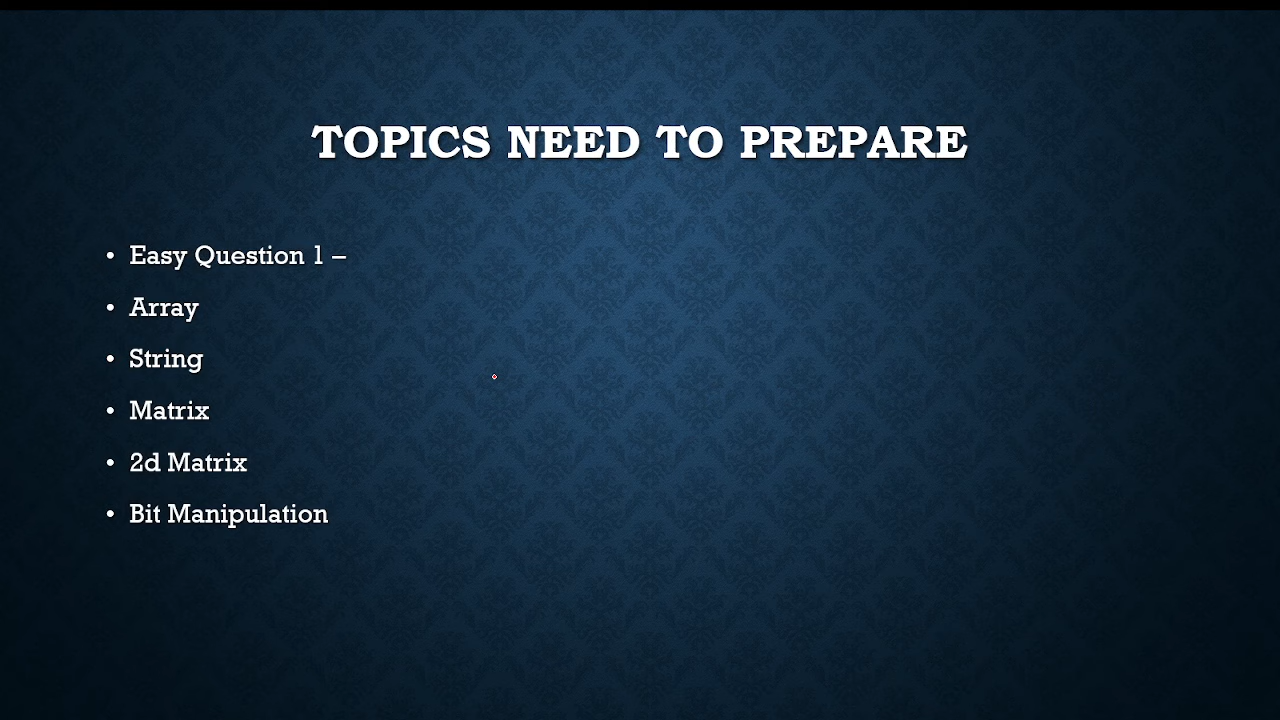 TOPICS NEED TO PREPARE
• Easy Question 1 –
• Array
• String
• Matrix
• 2d Matrix
• Bit Manipulation